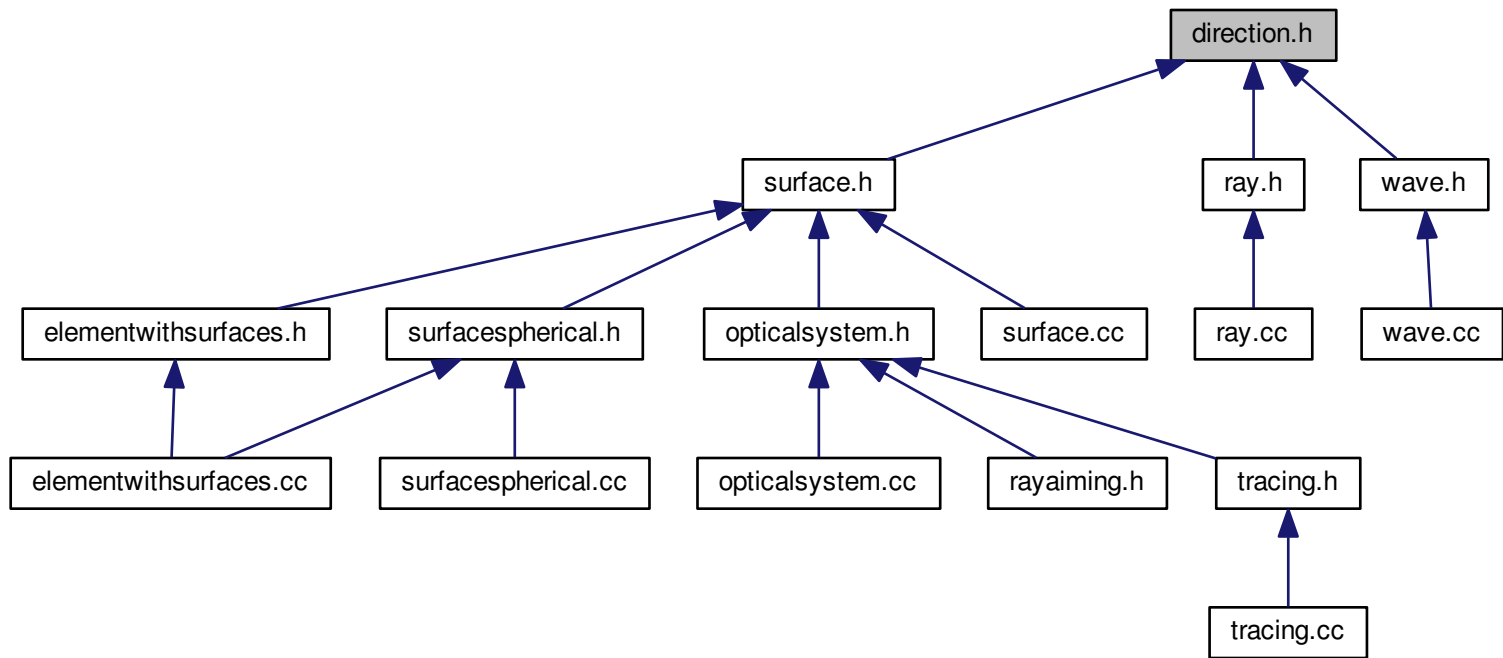 direction.h
surface.h
ray.h
wave.h
elementwithsurfaces.h
surfacespherical.h
opticalsystem.h
surface.cc
ray.cc
wave.cc
elementwithsurfaces.cc
surfacespherical.cc
opticalsystem.cc
rayaiming.h
tracing.h
tracing.cc